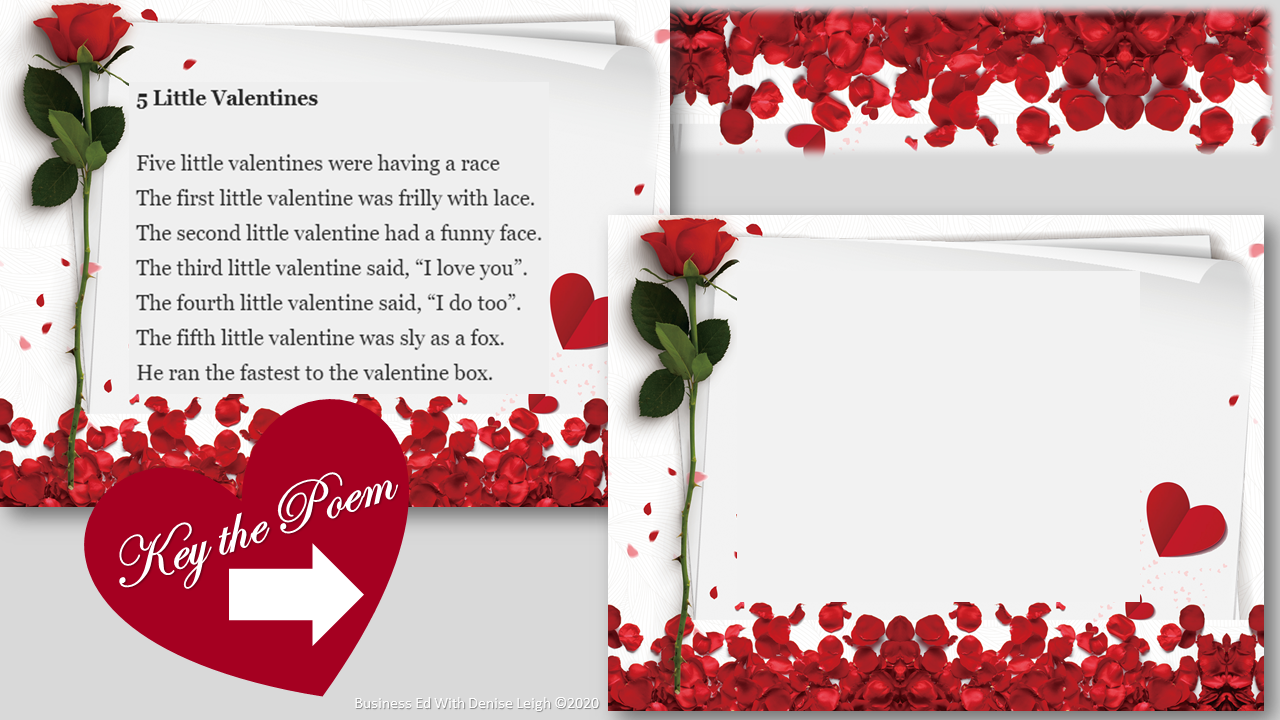 5 Little Valentines
Five little valentines were having a race
The first little valentine was frilly with lace.
The second little valentine had a funny face.
The third little valentine said, “I love you”.
The fourth little valentine said, “I do too”.
The fifth little valentine was sly as a fox.
He ran the fastest to the valentine box.
Key the Poem
Business Ed With Denise Leigh ©2020